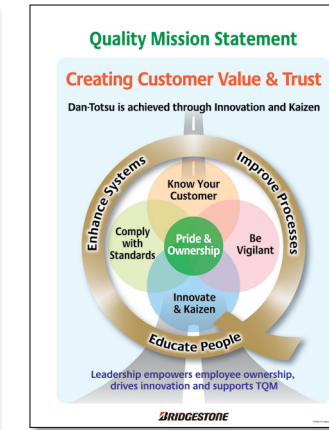 Quality Mission Statement
Creating Customer Value & Trust
Dan-Totsu is achieved through Innovation and Kaizen
Enhance Systems
Improve Processes
Know Your
Customer
Comply
with
Standards
Pride &
Ownership
Be
Vigilant
Innovate
& Kaizen
Educate People
Leadership empowers employee ownership,
drives innovation and supports TQM
BRIDGESTONE